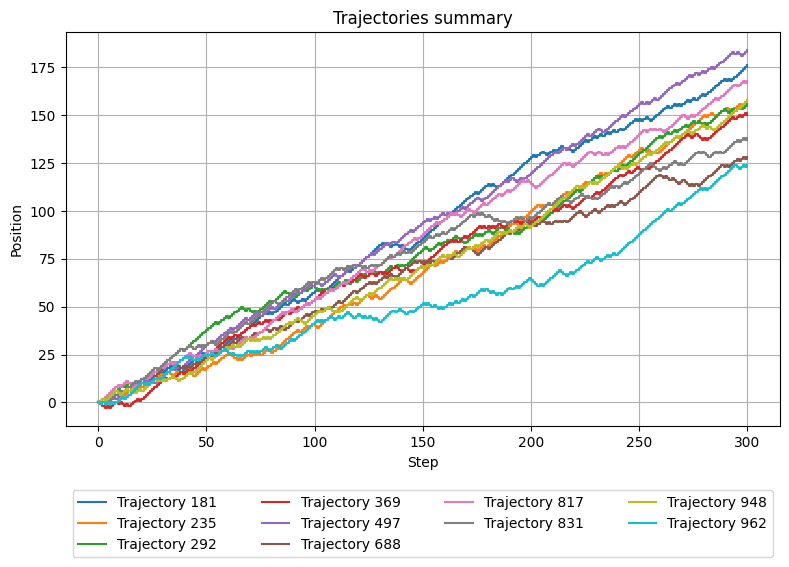 Trajectories summary
175
150
125
100
75
50
25
0
Position
0 50 100 150 200 250 300
Step
Trajectory 181 Trajectory 369 Trajectory 817 Trajectory 948
Trajectory 235 Trajectory 497 Trajectory 831 Trajectory 962
Trajectory 292 Trajectory 688